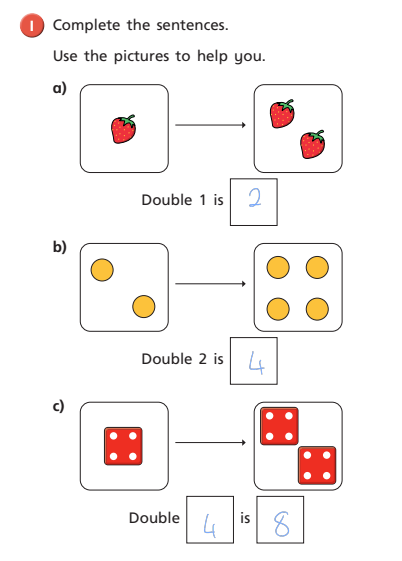 1 Complete the sentences.
Use the pictures to help you.
a)
Double 1 is 2
b)
Double 2 is 4
c)
Double 4 is 8